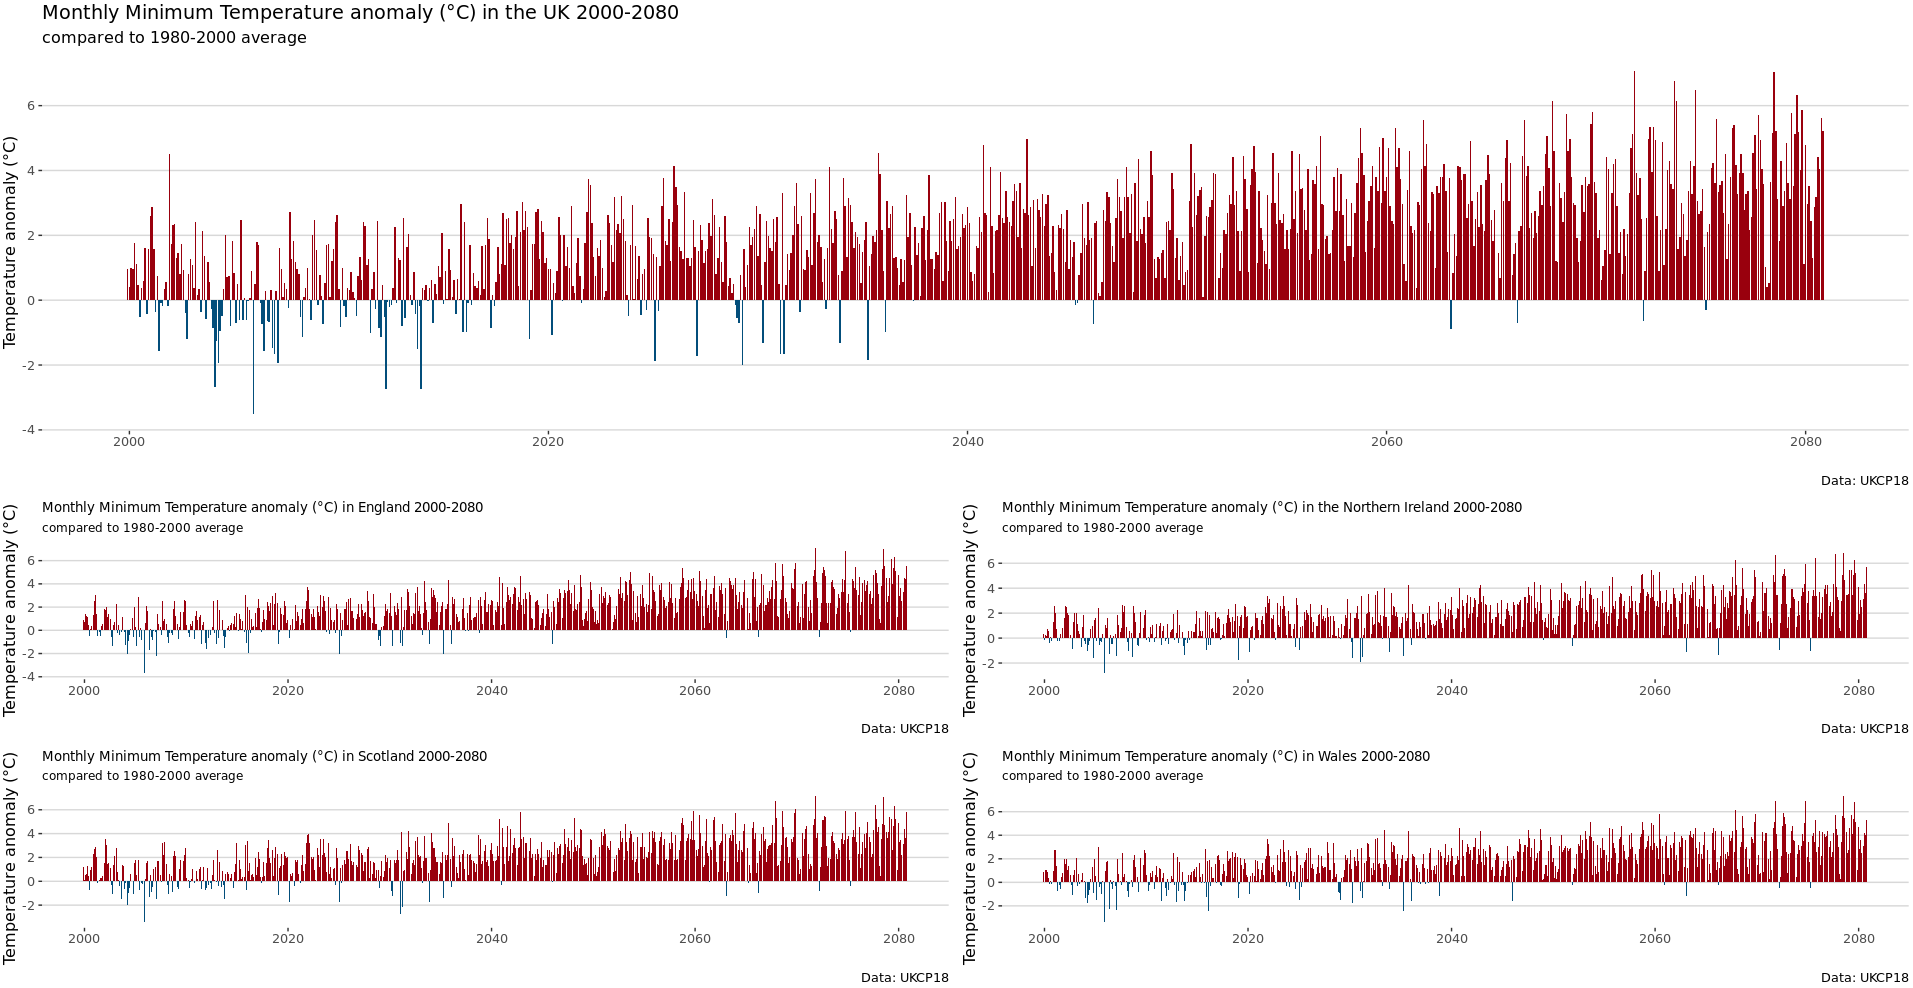 Monthly Minimum Temperature anomaly (°C) in the UK 2000-2080
compared to 1980-2000 average
Temperature anomaly (°C)
6
4
2
0
-2
-4
2000 2020 2040 2060 2080
Data: UKCP18
Monthly Minimum Temperature anomaly (°C) in England 2000-2080
compared to 1980-2000 average
Temperature anomaly (°C)
6
4
2
0
-2
-4
2000 2020 2040 2060 2080
Data: UKCP18
Monthly Minimum Temperature anomaly (°C) in the Northern Ireland 2000-2080
compared to 1980-2000 average
Temperature anomaly (°C)
6
4
2
0
-2
2000 2020 2040 2060 2080
Data: UKCP18
Monthly Minimum Temperature anomaly (°C) in Scotland 2000-2080
compared to 1980-2000 average
Temperature anomaly (°C)
6
4
2
0
-2
2000 2020 2040 2060 2080
Data: UKCP18
Monthly Minimum Temperature anomaly (°C) in Wales 2000-2080
compared to 1980-2000 average
Temperature anomaly (°C)
6
4
2
0
-2
2000 2020 2040 2060 2080
Data: UKCP18